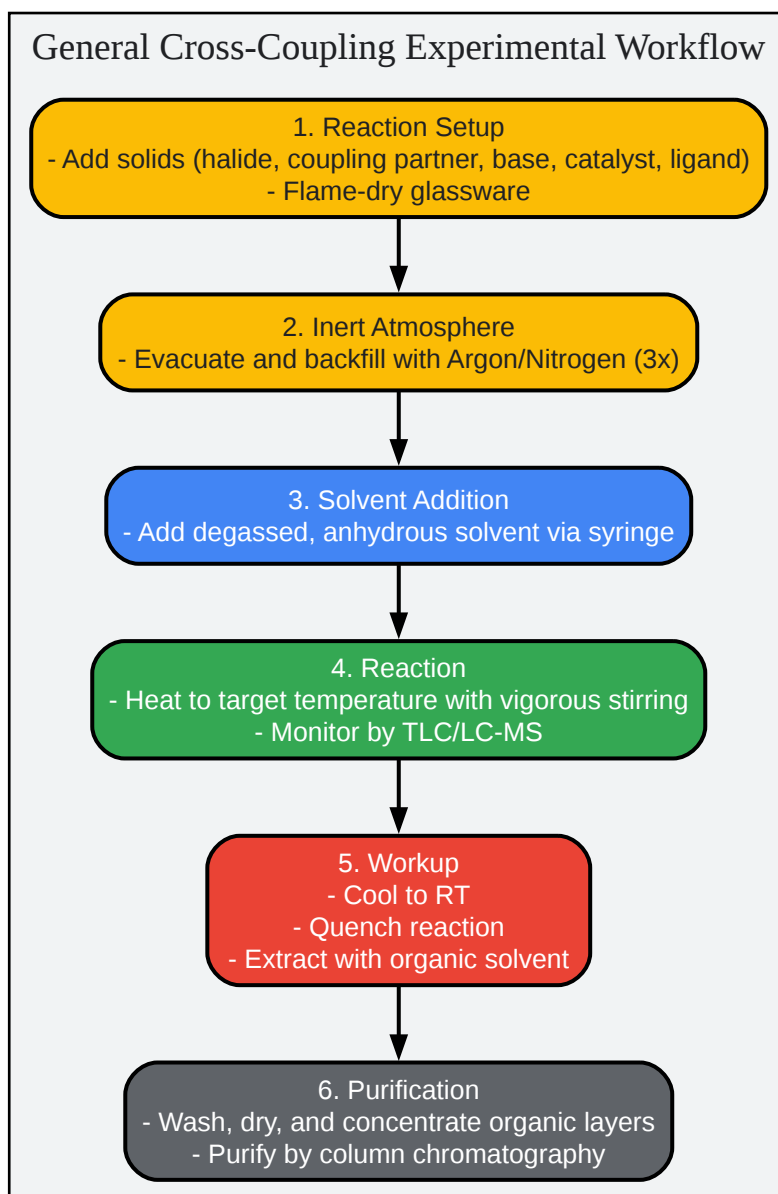 General Cross-Coupling Experimental Workflow
1. Reaction Setup
- Add solids (halide, coupling partner, base, catalyst, ligand)
- Flame-dry glassware
2. Inert Atmosphere
- Evacuate and backfill with Argon/Nitrogen (3x)
3. Solvent Addition
- Add degassed, anhydrous solvent via syringe
4. Reaction
- Heat to target temperature with vigorous stirring
- Monitor by TLC/LC-MS
5. Workup
- Cool to RT
- Quench reaction
- Extract with organic solvent
6. Purification
- Wash, dry, and concentrate organic layers
- Purify by column chromatography